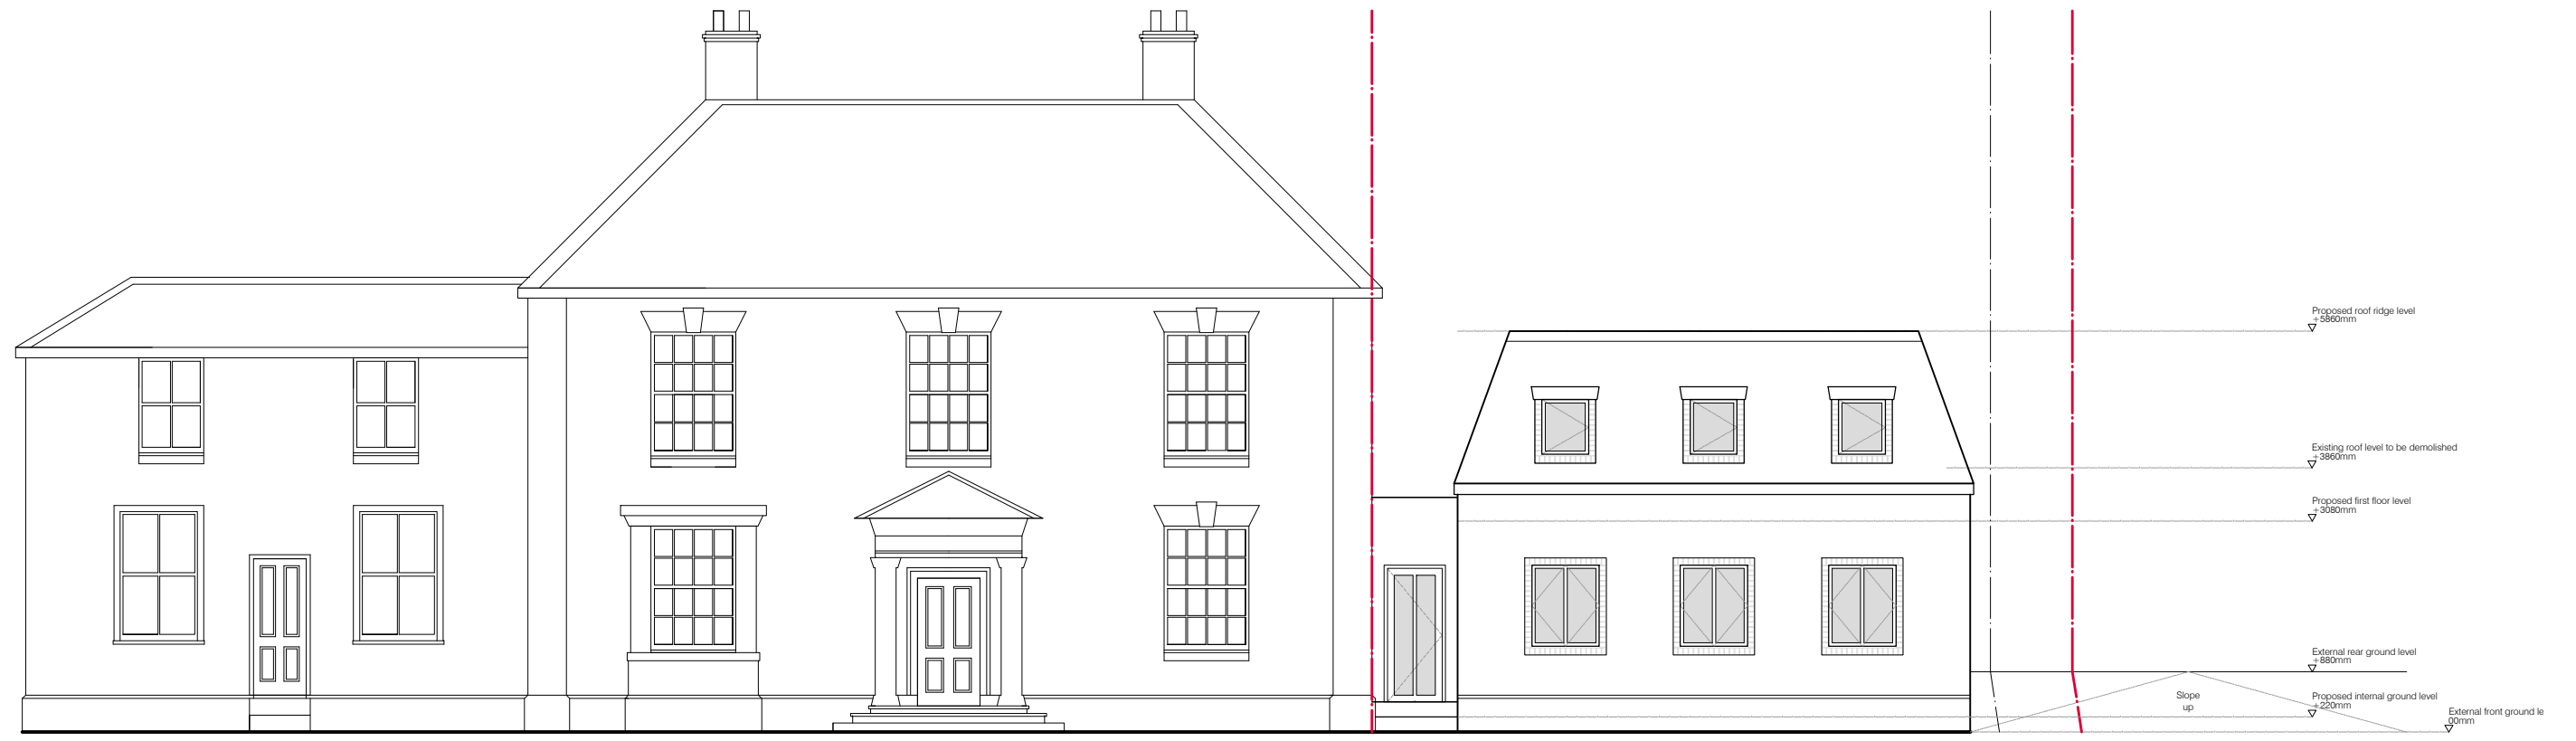 Proposed roof ridge level
+5860mm
Existing roof level to be demolished
+3860mm
Proposed first floor level
+3080mm
External rear ground level
+880mm
Slope
up
Proposed internal ground level
+220mm
External front ground le
00mm